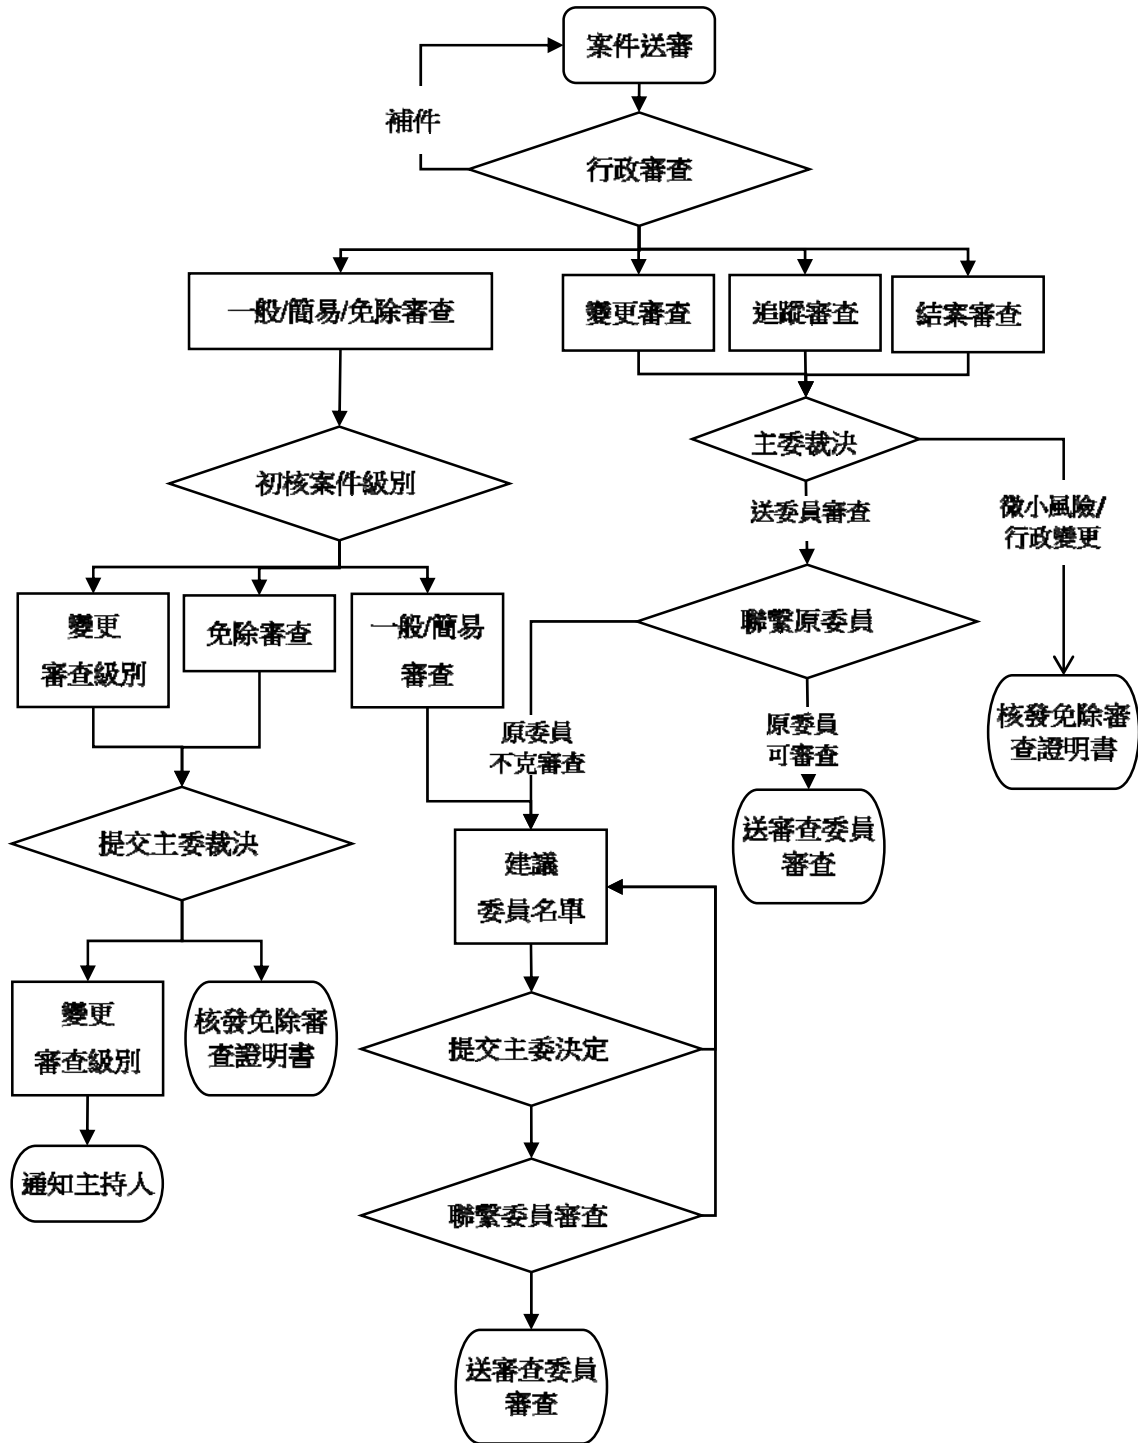 案件送審
補件
行政審查
一般/簡易/免除審查
變更審查
追蹤審查
結案審查
主委裁決
初核案件級別
送委員審查
微小風險/
行政變更
變更
審查級別
免除審查
一般/簡易
審查
聯繫原委員
原委員
不克審查
原委員
可審查
核發免除審
查證明書
提交主委裁決
建議
委員名單
送審查委員
審查
變更
審查級別
核發免除審
查證明書
提交主委決定
通知主持人
聯繫委員審查
送審查委員
審查